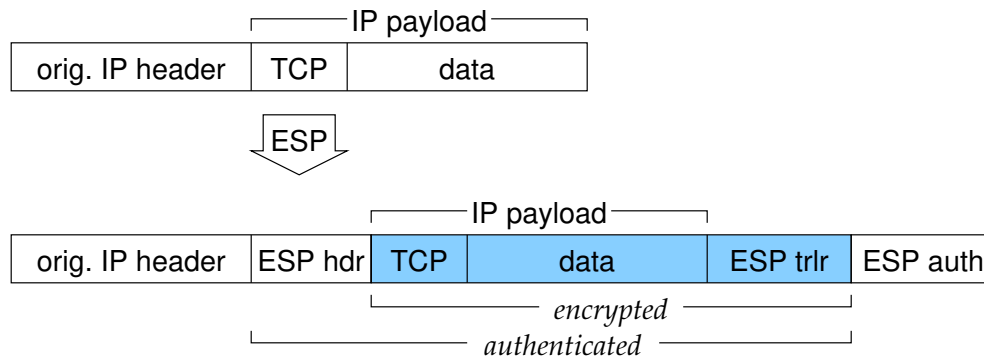 IP payload
orig. IP header TCP data
ESP
IP payload
orig. IP header ESP hdr TCP data ESP trlr ESP auth
encrypted
authenticated